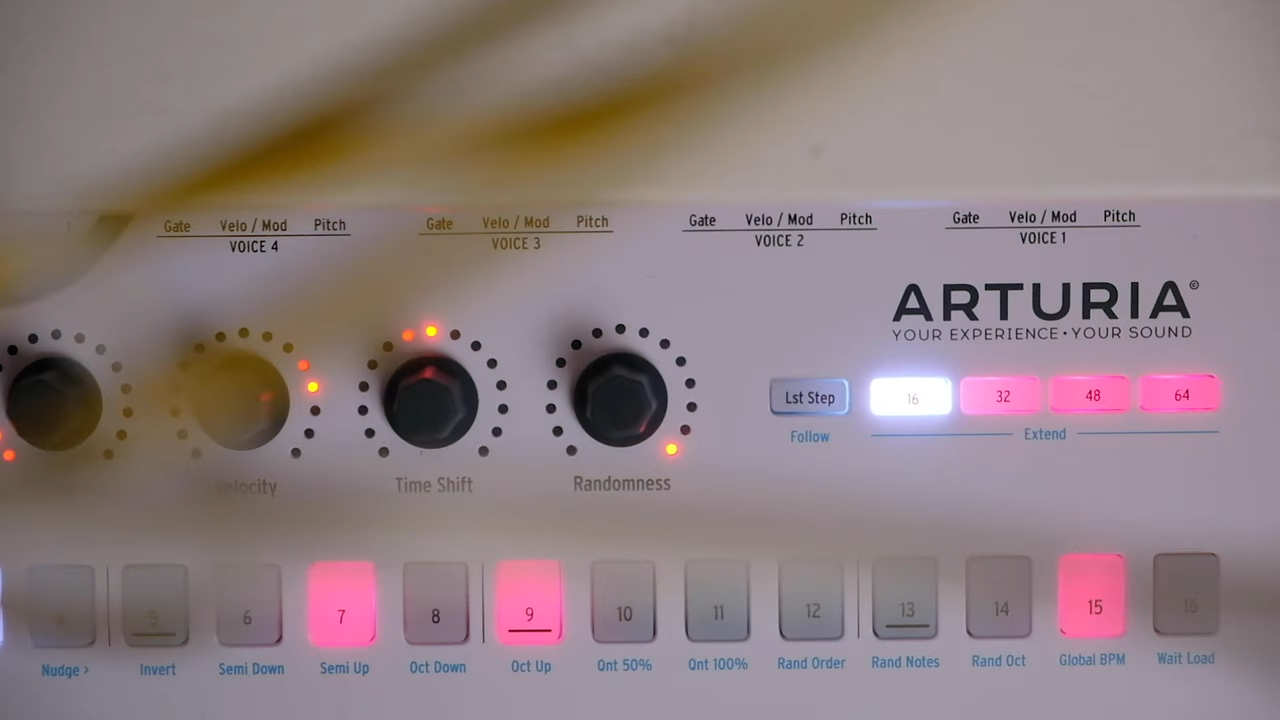 Gate Velo / Mod Pitch
VOICE 4
Gate Velo / Mod Pitch
VOICE 3
Gate Velo / Mod Pitch
VOICE 2
Gate Velo / Mod Pitch
VOICE 1
ARTURIA©
YOUR EXPERIENCE • YOUR SOUND
Lst Step 16 32 48 64
Follow Extend
Velocity Time Shift Randomness
5 6 7 8 9 10 11 12 13 14 15 16
Nudge > Invert Semi Down Semi Up Oct Down Oct Up Qnt 50% Qnt 100% Rand Order Rand Notes Rand Oct Global BPM Wait Load